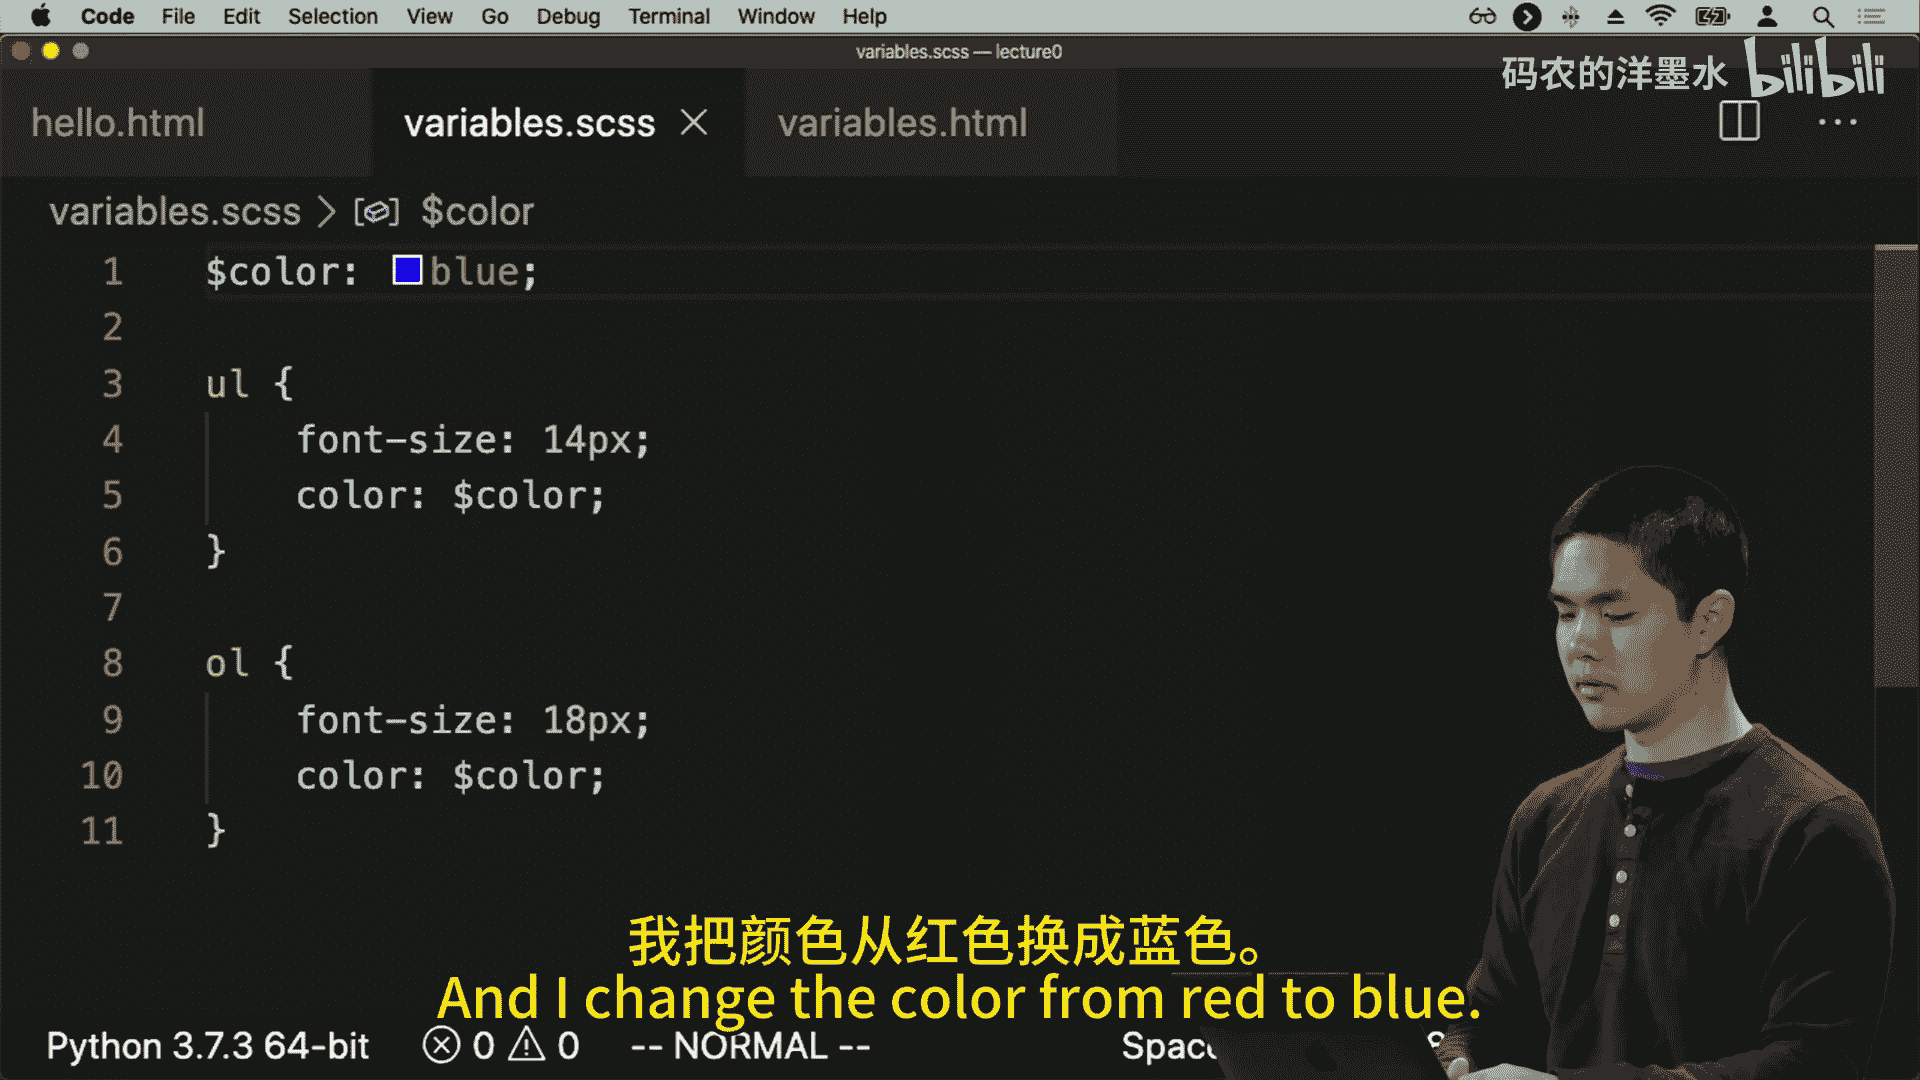 Code File Edit Selection View Go Debug Terminal Window Help
variables.scss — lecture0
码农的洋墨水 bilibili
hello.html variables.scss variables.html
variables.scss > $color
1 $color: blue;
2
3 ul {
4 font-size: 14px;
5 color: $color;
6 }
7
8 ol {
9 font-size: 18px;
10 color: $color;
11 }
我把颜色从红色换成蓝色。
And I change the color from red to blue.
Python 3.7.3 64-bit 0 0 -- NORMAL --